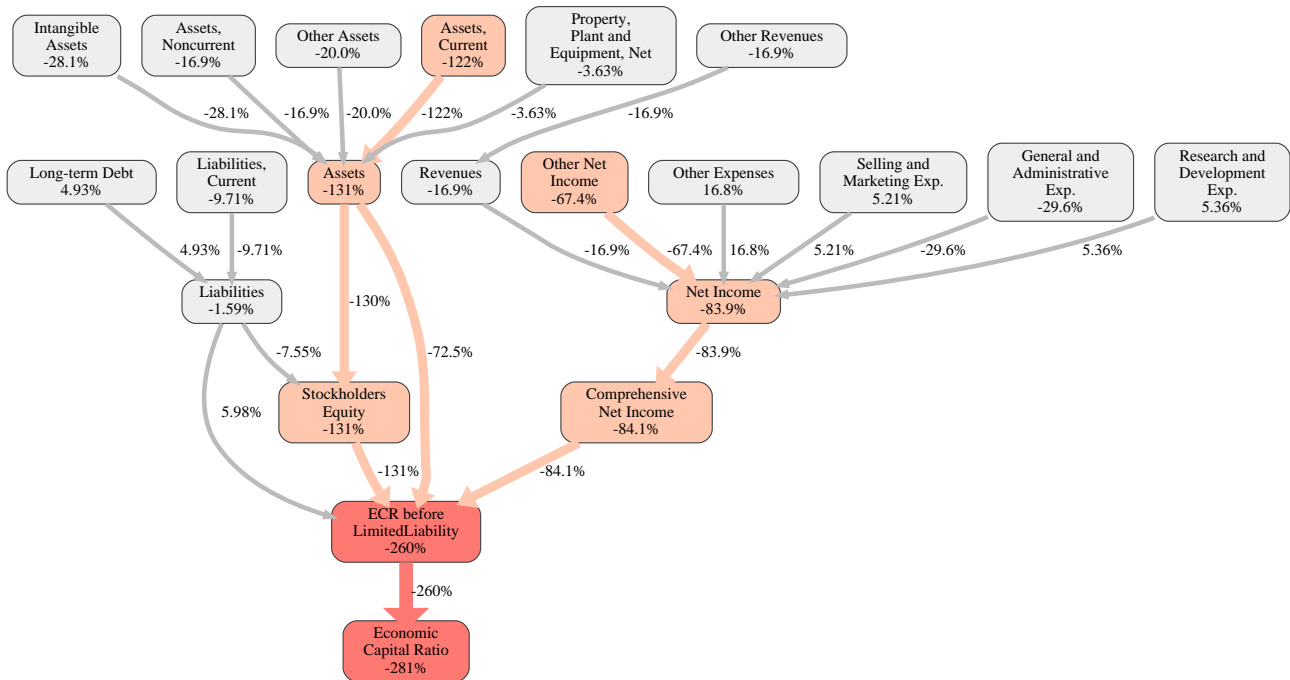 Intangible
Assets
-28.1%
Assets,
Noncurrent
-16.9%
Other Assets
-20.0%
Assets,
Current
-122%
Property,
Plant and
Equipment, Net
-3.63%
Other Revenues
-16.9%
-28.1%
-16.9%
-20.0%
-122%
-3.63%
-16.9%
Long-term Debt
4.93%
Liabilities,
Current
-9.71%
Assets
-131%
Revenues
-16.9%
Other Net
Income
-67.4%
Other Expenses
16.8%
Selling and
Marketing Exp.
5.21%
General and
Administrative
Exp.
-29.6%
Research and
Development
Exp.
5.36%
4.93%
-9.71%
-16.9%
-67.4%
16.8%
5.21%
-29.6%
5.36%
Liabilities
-1.59%
-130%
Net Income
-83.9%
-7.55%
-72.5%
-83.9%
5.98%
Stockholders
Equity
-131%
Comprehensive
Net Income
-84.1%
-131%
-84.1%
ECR before
LimitedLiability
-260%
-260%
Economic
Capital Ratio
-281%